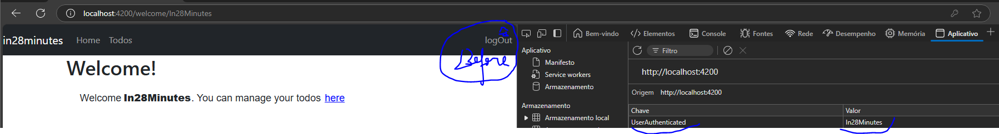 localhost:4200/welcome/In28Minutes
in28minutes Home Todos logOut
Before
Welcome!
Welcome In28Minutes. You can manage your todos here
Bem-vindo Elementos Console Fontes Rede Desempenho Memória Aplicativo
Aplicativo
Manifesto
Service workers
Armazenamento
Armazenamento
Armazenamento local
Filtro
http://localhost:4200
Origem http://localhost:4200
Chave Valor
UserAuthenticated In28Minutes